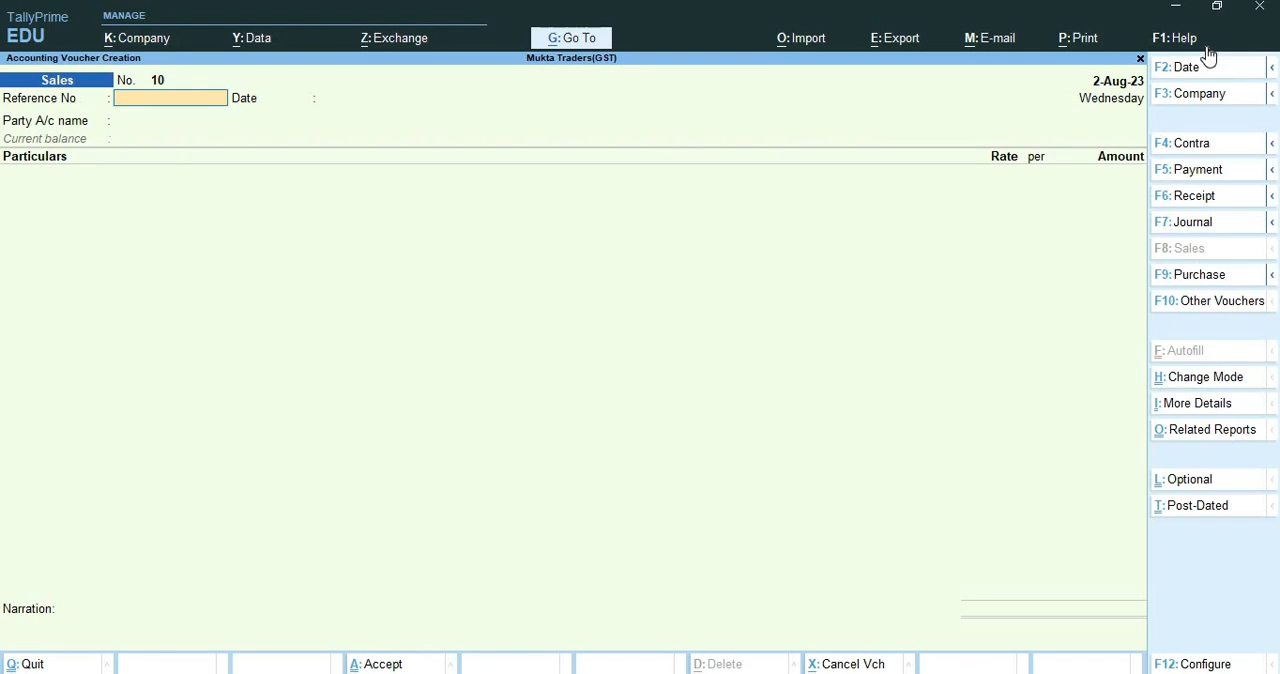 TallyPrime
EDU
MANAGE
K: Company Y: Data Z: Exchange G: Go To O: Import E: Export M: E-mail P: Print F1: Help
Accounting Voucher Creation Mukta Traders(GST)
Sales No. 10 2-Aug-23
Reference No : Date : Wednesday
Party A/c name :
Current balance :
Particulars Rate per Amount
Narration:
Q: Quit A: Accept D: Delete X: Cancel Vch
F2: Date
F3: Company
F4: Contra
F5: Payment
F6: Receipt
F7: Journal
F8: Sales
F9: Purchase
F10: Other Vouchers
F: Autofill
H: Change Mode
I: More Details
O: Related Reports
L: Optional
T: Post-Dated
F12: Configure